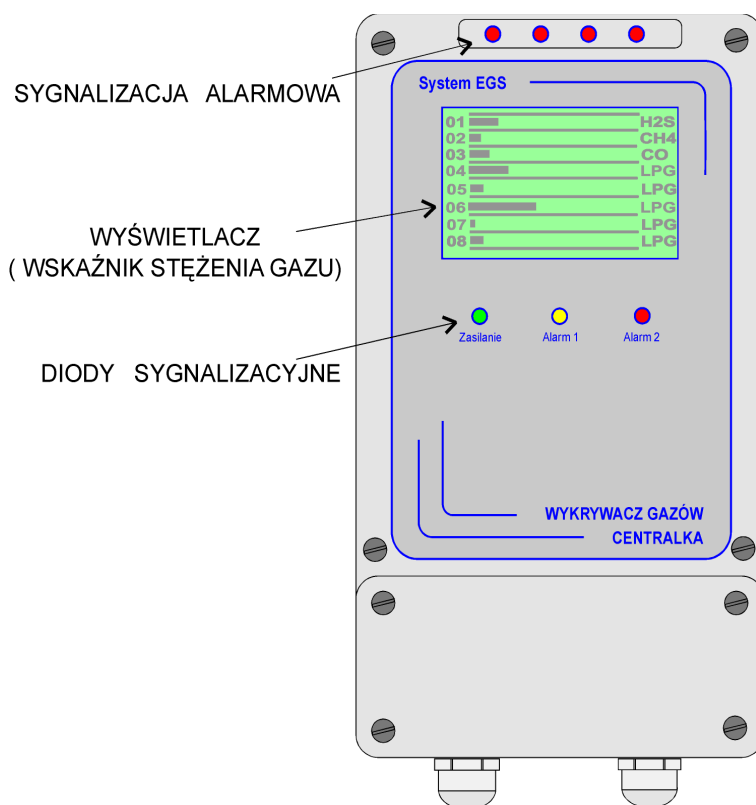 SYGNALIZACJA ALARMOWA
System EGS
01 H2S
02 CH4
03 CO
04 LPG
05 LPG
06 LPG
07 LPG
08 LPG
WYŚWIETLACZ
( WSKAŹNIK STĘŻENIA GAZU)
Zasilanie Alarm 1 Alarm 2
DIODY SYGNALIZACYJNE
WYKRYWACZ GAZÓW
CENTRALKA